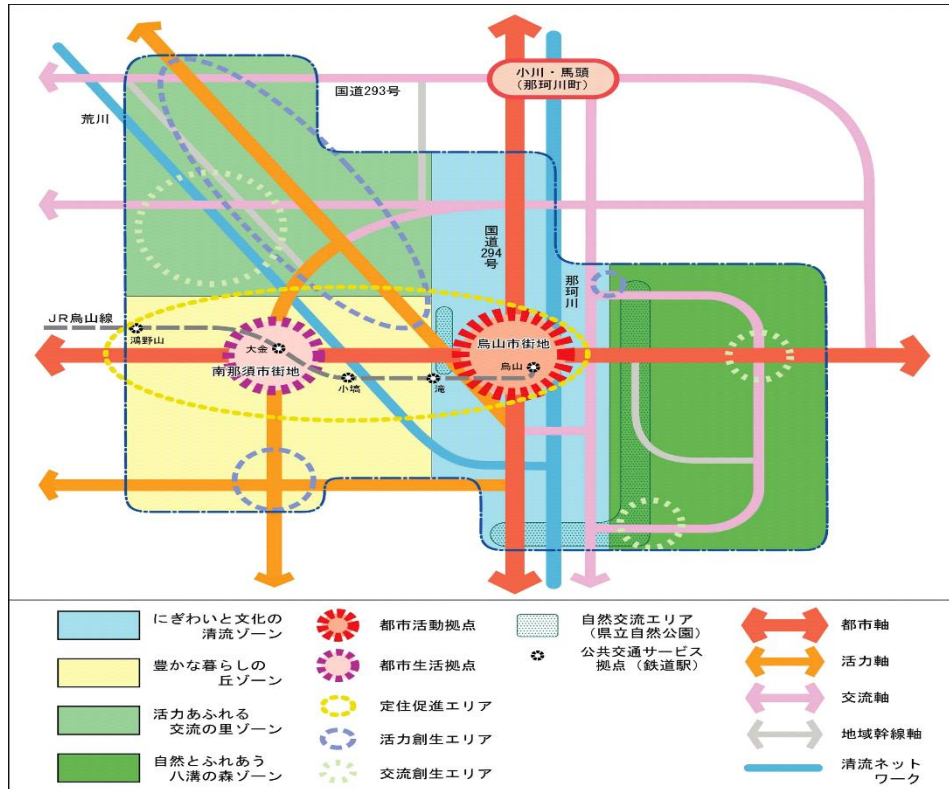 小川・馬頭
(那珂川町)
国道293号
荒川
国道
294
号
那珂川
JR烏山線
鴻野山
大金
南那須市街地
小塙
滝
烏山市街地
烏山
にぎわいと文化の
清流ゾーン
豊かな暮らしの
丘ゾーン
活力あふれる
交流の里ゾーン
自然とふれあう
八溝の森ゾーン
都市活動拠点
都市生活拠点
定住促進エリア
活力創生エリア
交流創生エリア
自然交流エリア
(県立自然公園)
公共交通サービス
拠点(鉄道駅)
都市軸
活力軸
交流軸
地域幹線軸
清流ネット
ワーク